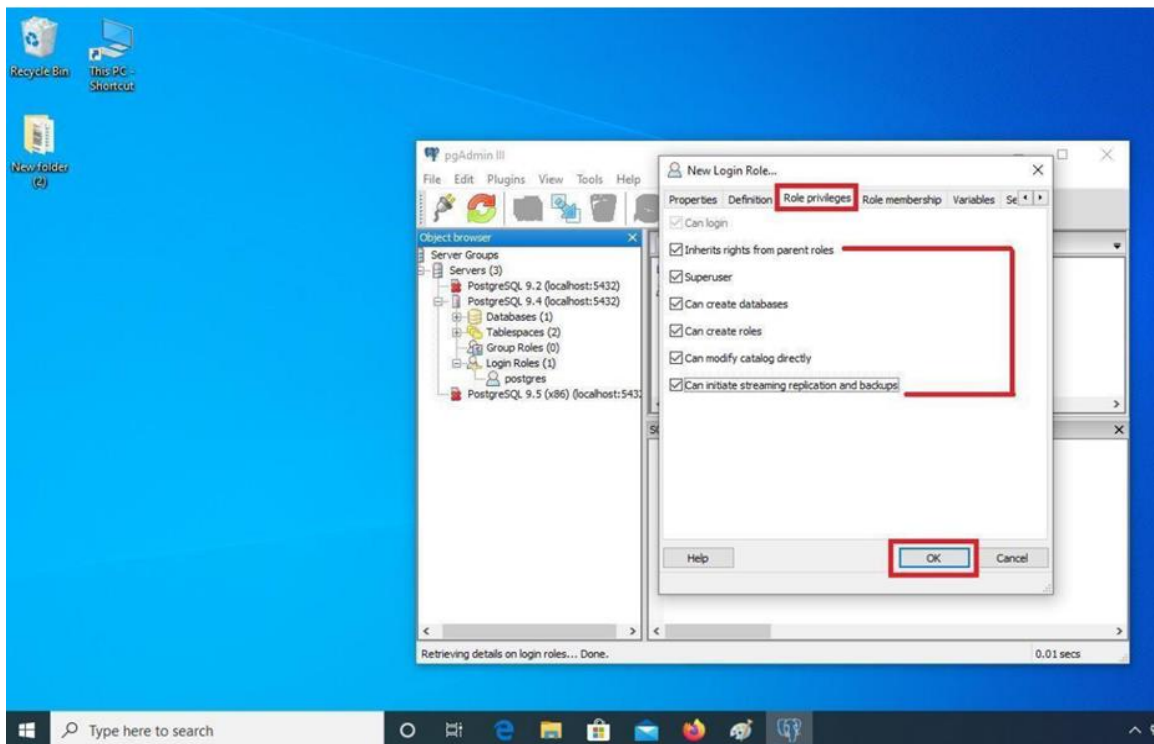 Recycle Bin
This PC -
Shortcut
New folder
(2)
pgAdmin III
File Edit Plugins View Tools Help
Object browser
Server Groups
Servers (3)
PostgreSQL 9.2 (localhost:5432)
PostgreSQL 9.4 (localhost:5432)
Databases (1)
Tablespaces (2)
Group Roles (0)
Login Roles (1)
postgres
PostgreSQL 9.5 (x86) (localhost:543
New Login Role...
Properties Definition Role privileges Role membership Variables Se
Can login
Inherits rights from parent roles
Superuser
Can create databases
Can create roles
Can modify catalog directly
Can initiate streaming replication and backups
Help OK Cancel
Retrieving details on login roles... Done. 0.01 secs
Type here to search